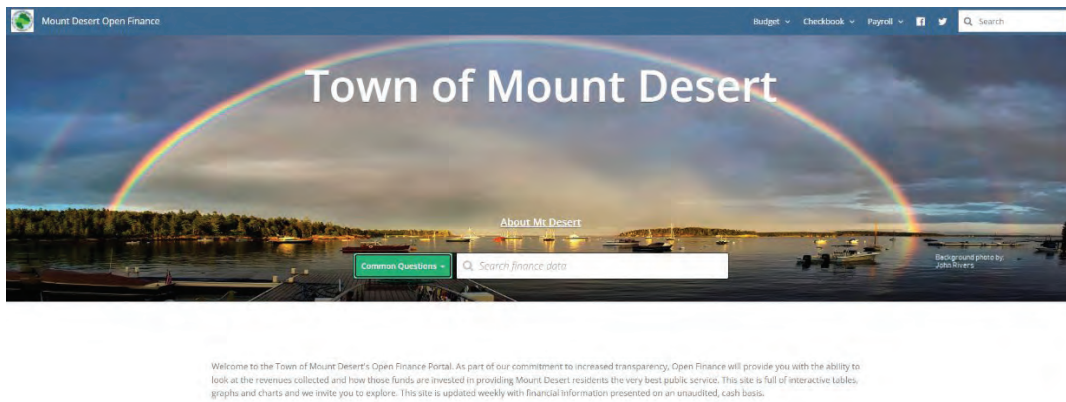 Mount Desert Open Finance
Budget Checkbook Payroll Search
Town of Mount Desert
About Mt Desert
Common Questions Search finance data
Background photo by:
John Rivers
Welcome to the Town of Mount Desert's Open Finance Portal. As part of our commitment to increased transparency, Open Finance will provide you with the ability to
look at the revenues collected and how those funds are invested in providing Mount Desert residents the very best public service. This site is full of interactive tables,
graphs and charts and we invite you to explore. This site is updated weekly with financial information presented on an unaudited, cash basis.